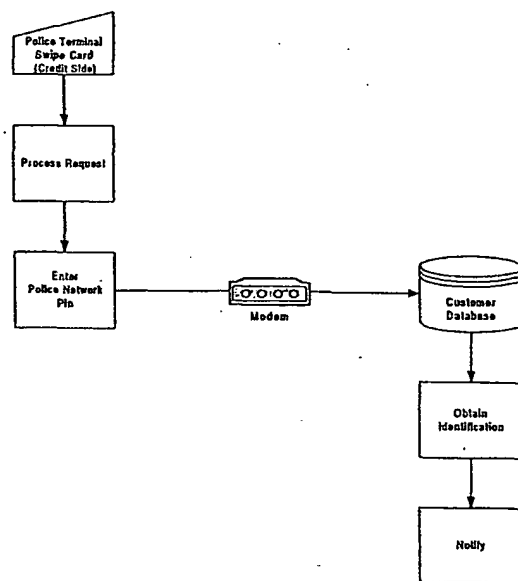 Police Terminal
Swipe Card
(Credit Side)
Process Request
Enter
Police Network
Pin
Modem
Customer
Database
Obtain
Identification
Notify